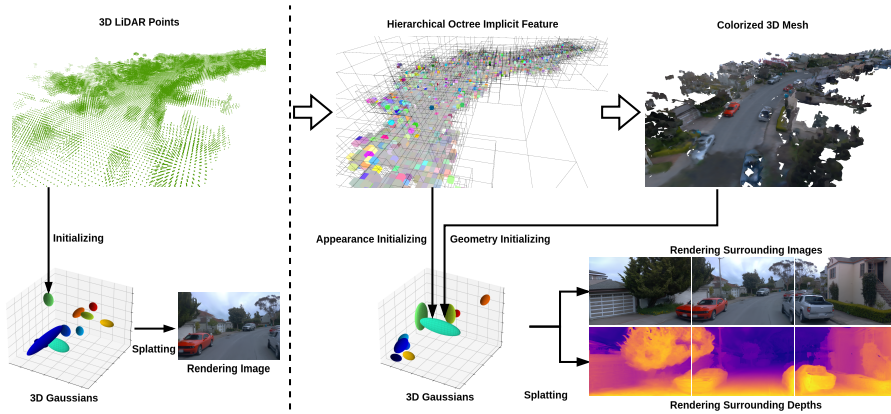 3D LiDAR Points
Hierarchical Octree Implicit Feature
Colorized 3D Mesh
Initializing
Appearance Initializing
Geometry Initializing
Rendering Surrounding Images
Splatting
Rendering Image
3D Gaussians
Splatting
3D Gaussians
Rendering Surrounding Depths